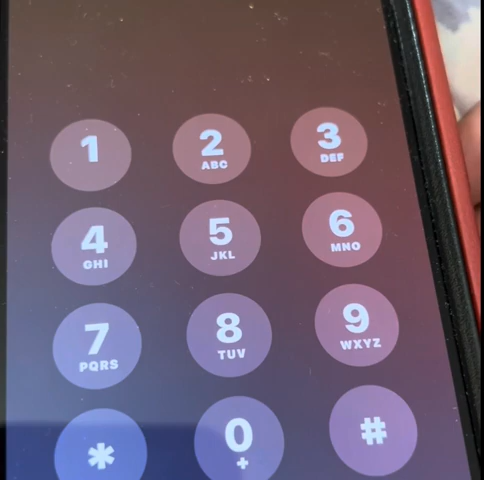 1 2 3
ABC DEF
4 5 6
GHI JKL MNO
7 8 9
PQRS TUV WXYZ
* 0 #
+